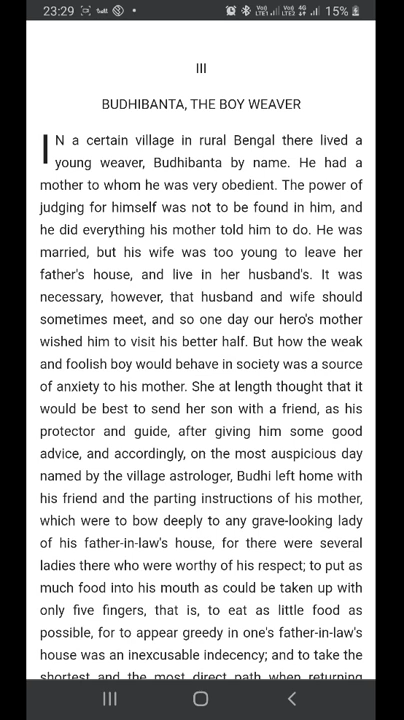 23:29
LTE1 LTE2 4G 15%
III
BUDHIBANTA, THE BOY WEAVER
IN a certain village in rural Bengal there lived a
young weaver, Budhibanta by name. He had a
mother to whom he was very obedient. The power of
judging for himself was not to be found in him, and
he did everything his mother told him to do. He was
married, but his wife was too young to leave her
father's house, and live in her husband's. It was
necessary, however, that husband and wife should
sometimes meet, and so one day our hero's mother
wished him to visit his better half. But how the weak
and foolish boy would behave in society was a source
of anxiety to his mother. She at length thought that it
would be best to send her son with a friend, as his
protector and guide, after giving him some good
advice, and accordingly, on the most auspicious day
named by the village astrologer, Budhi left home with
his friend and the parting instructions of his mother,
which were to bow deeply to any grave-looking lady
of his father-in-law's house, for there were several
ladies there who were worthy of his respect; to put as
much food into his mouth as could be taken up with
only five fingers, that is, to eat as little food as
possible, for to appear greedy in one's father-in-law's
house was an inexcusable indecency; and to take the
shortest and the most direct path when returning